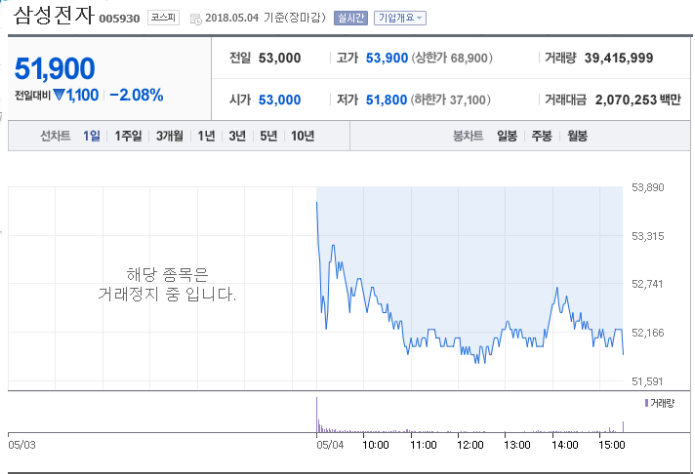 삼성전자 005930 코스피 2018.05.04 기준(장마감) 실시간 기업개요
51,900
전일대비 ▼1,100 -2.08%
전일 53,000 고가 53,900 (상한가 68,900) 거래량 39,415,999
시가 53,000 저가 51,800 (하한가 37,100) 거래대금 2,070,253 백만
선차트 1일 1주일 3개월 1년 3년 5년 10년 봉차트 일봉 주봉 월봉
53,890
53,315
해당 종목은
거래정지 중 입니다.
52,741
52,166
51,591
거래량
05/03 05/04 10:00 11:00 12:00 13:00 14:00 15:00